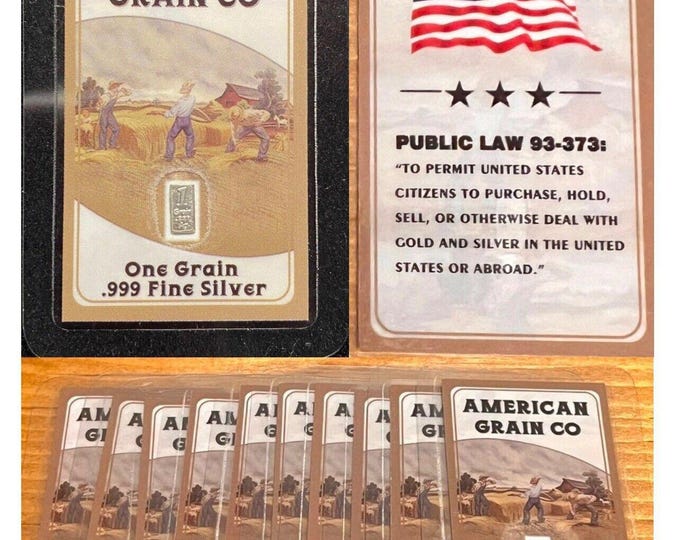 GRAIN CO
1
One Grain
.999 Fine Silver
PUBLIC LAW 93-373:
“TO PERMIT UNITED STATES
CITIZENS TO PURCHASE, HOLD,
SELL, OR OTHERWISE DEAL WITH
GOLD AND SILVER IN THE UNITED
STATES OR ABROAD.”
AMERICAN
GRAIN CO